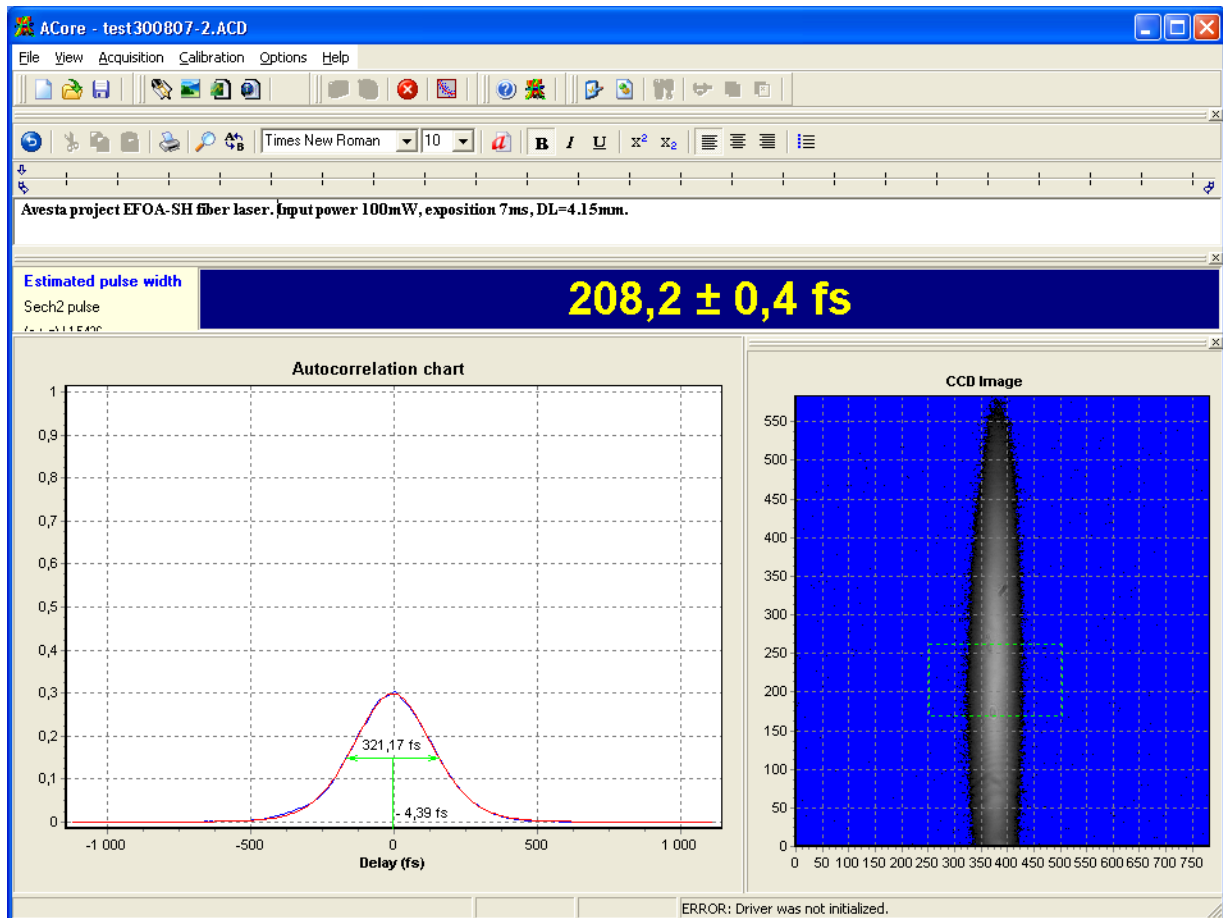 ACore - test300807-2.ACD
File View Acquisition Calibration Options Help
Times New Roman 10 a B I U X² X₂
Avesta project EFOA-SH fiber laser. Input power 100mW, exposition 7ms, DL=4.15mm.
Estimated pulse width
Sech2 pulse
208,2 ± 0,4 fs
Autocorrelation chart
1
0,9
0,8
0,7
0,6
0,5
0,4
0,3
0,2
0,1
0
321,17 fs
- 4,39 fs
-1 000 -500 0 500 1 000
Delay (fs)
CCD Image
550
500
450
400
350
300
250
200
150
100
50
0
0 50 100 150 200 250 300 350 400 450 500 550 600 650 700 750
ERROR: Driver was not initialized.